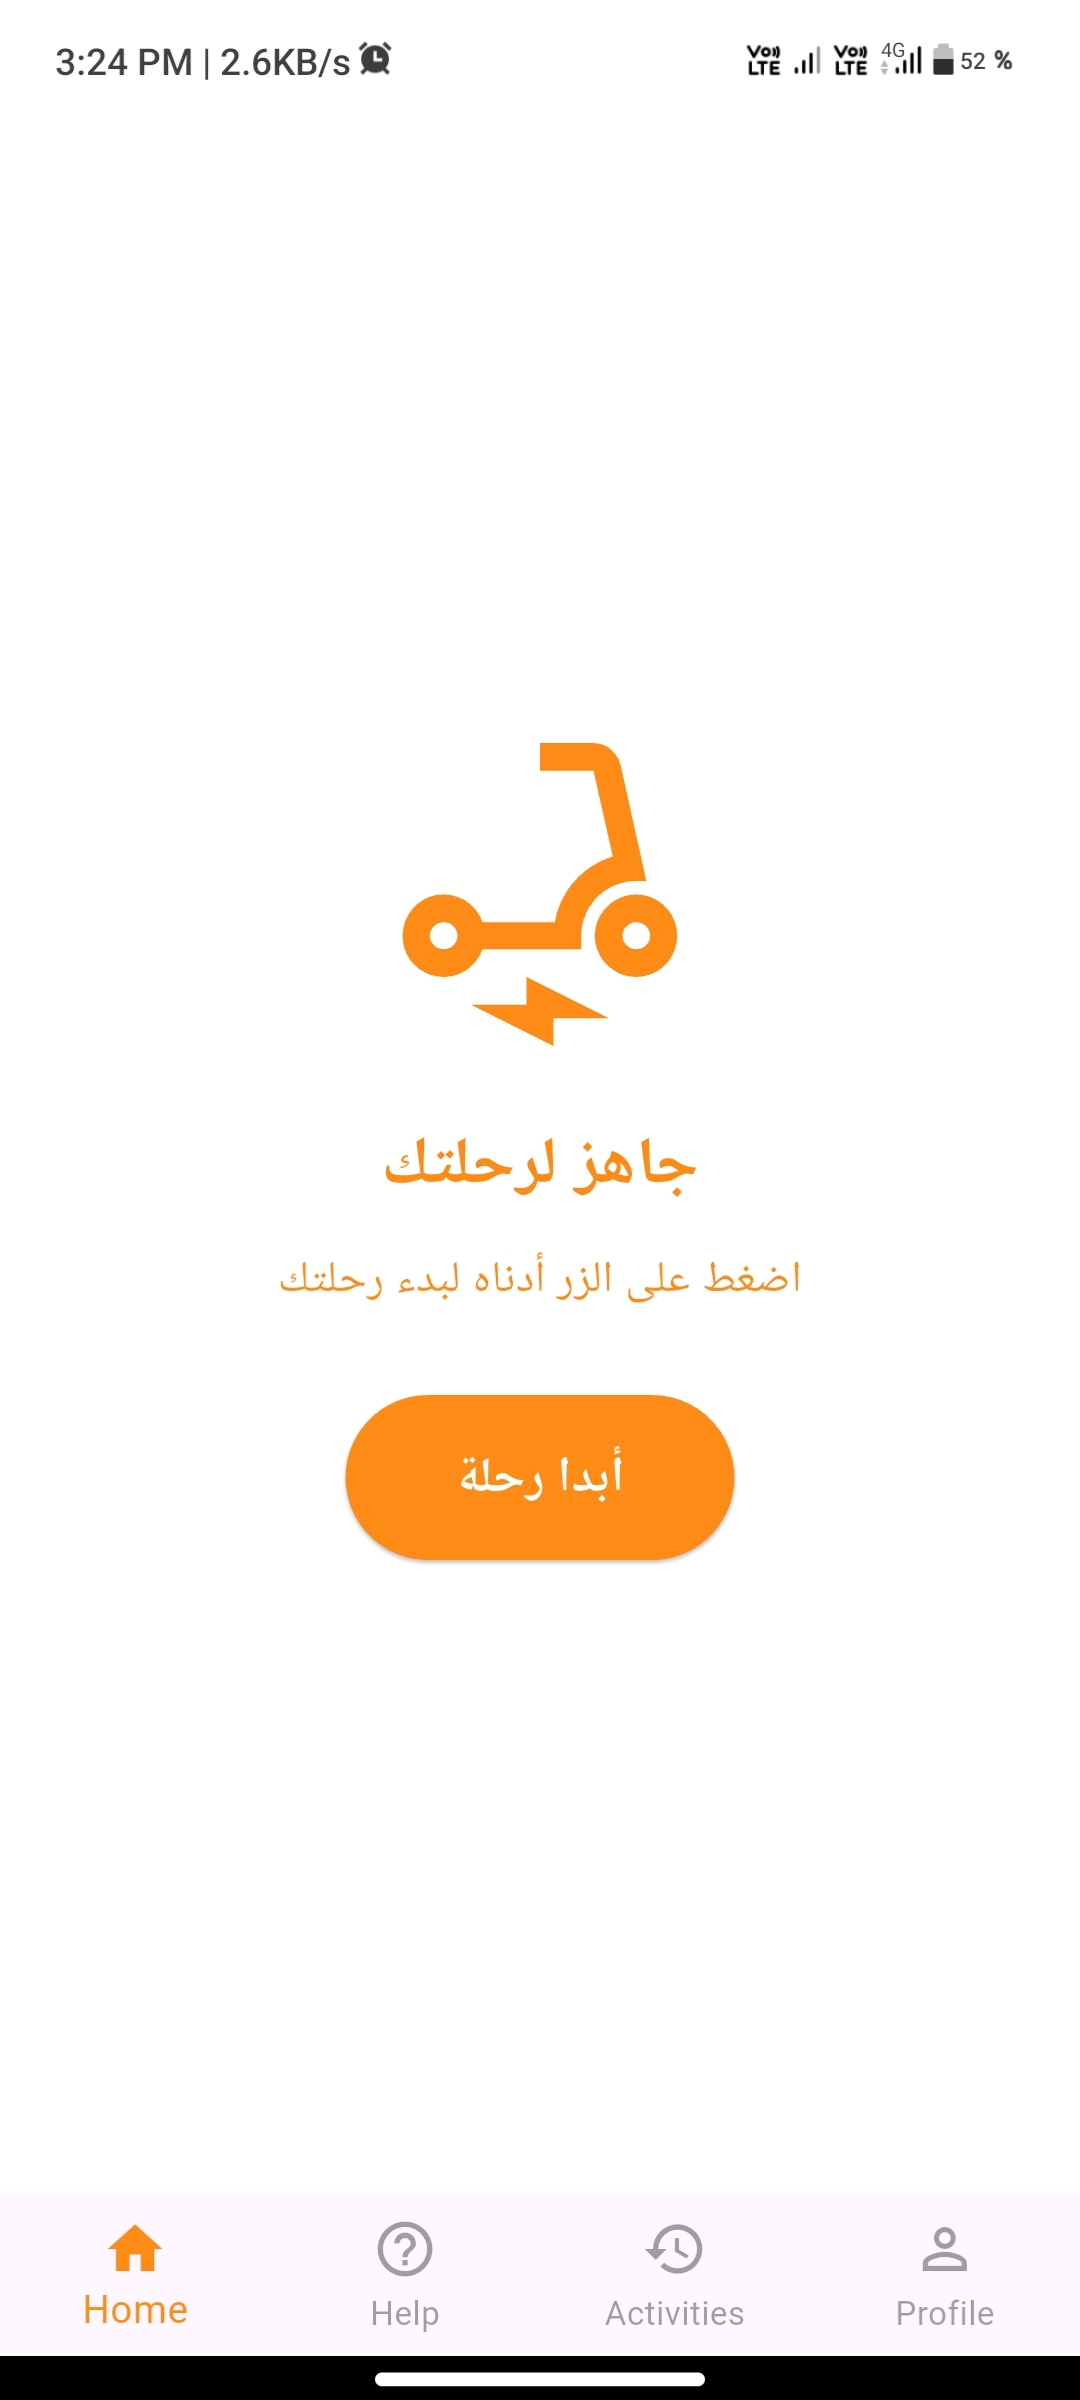 3:24 PM | 2.6KB/s
Vo)) LTE Vo)) LTE 4G 52 %
جاهز لرحلتك
اضغط على الزر أدناه لبدء رحلتك
أبدا رحلة
Home Help Activities Profile